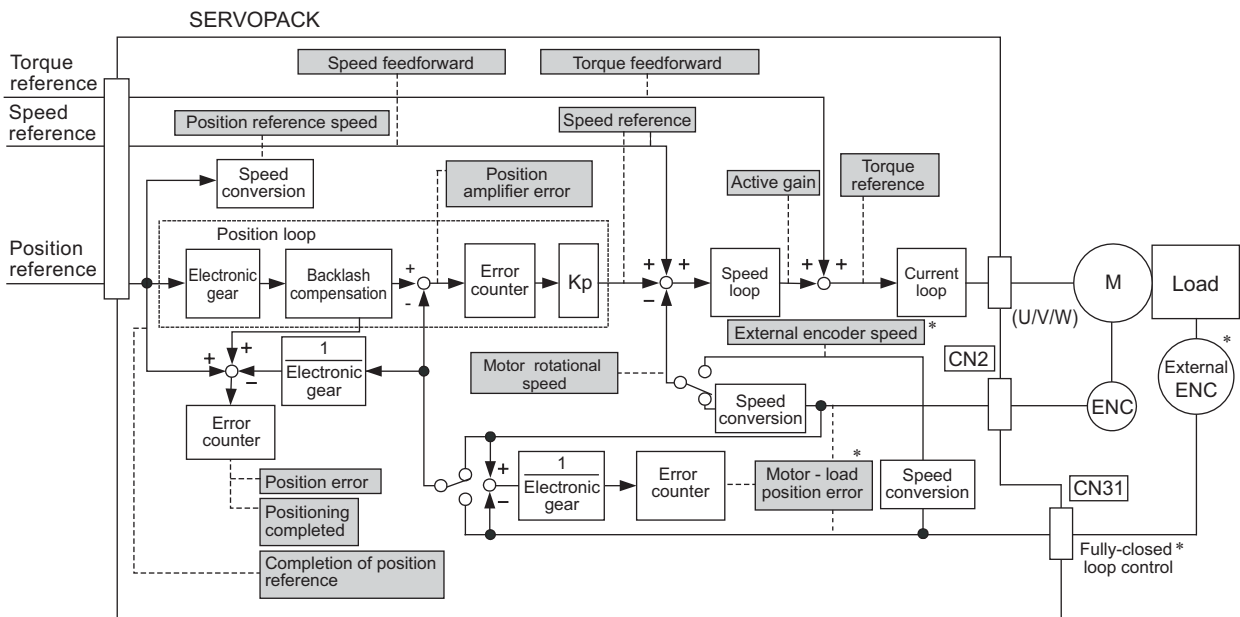 SERVOPACK
Torque
reference
Speed feedforward
Torque feedforward
Speed
reference
Position reference speed
Speed reference
Speed
conversion
Position
amplifier error
Active gain
Torque
reference
Position loop
Position
reference
Electronic
gear
Backlash
compensation
+
-
Error
counter
Kp
+
+
−
Speed
loop
+
+
Current
loop
(U/V/W)
M
Load
+
+
−
1
Electronic
gear
External encoder speed *
Motor rotational
speed
CN2
*
External
ENC
Speed
conversion
ENC
Error
counter
+
−
1
Electronic
gear
Error
counter
*
Motor - load
position error
Speed
conversion
CN31
Position error
Positioning
completed
Completion of position
reference
Fully-closed *
loop control